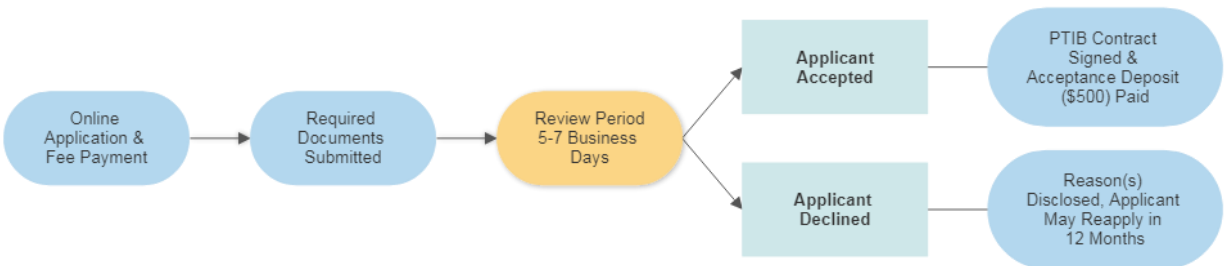 Online
Application &
Fee Payment
Required
Documents
Submitted
Review Period
5-7 Business
Days
Applicant
Accepted
PTIB Contract
Signed &
Acceptance Deposit
($500) Paid
Applicant
Declined
Reason(s)
Disclosed, Applicant
May Reapply in
12 Months